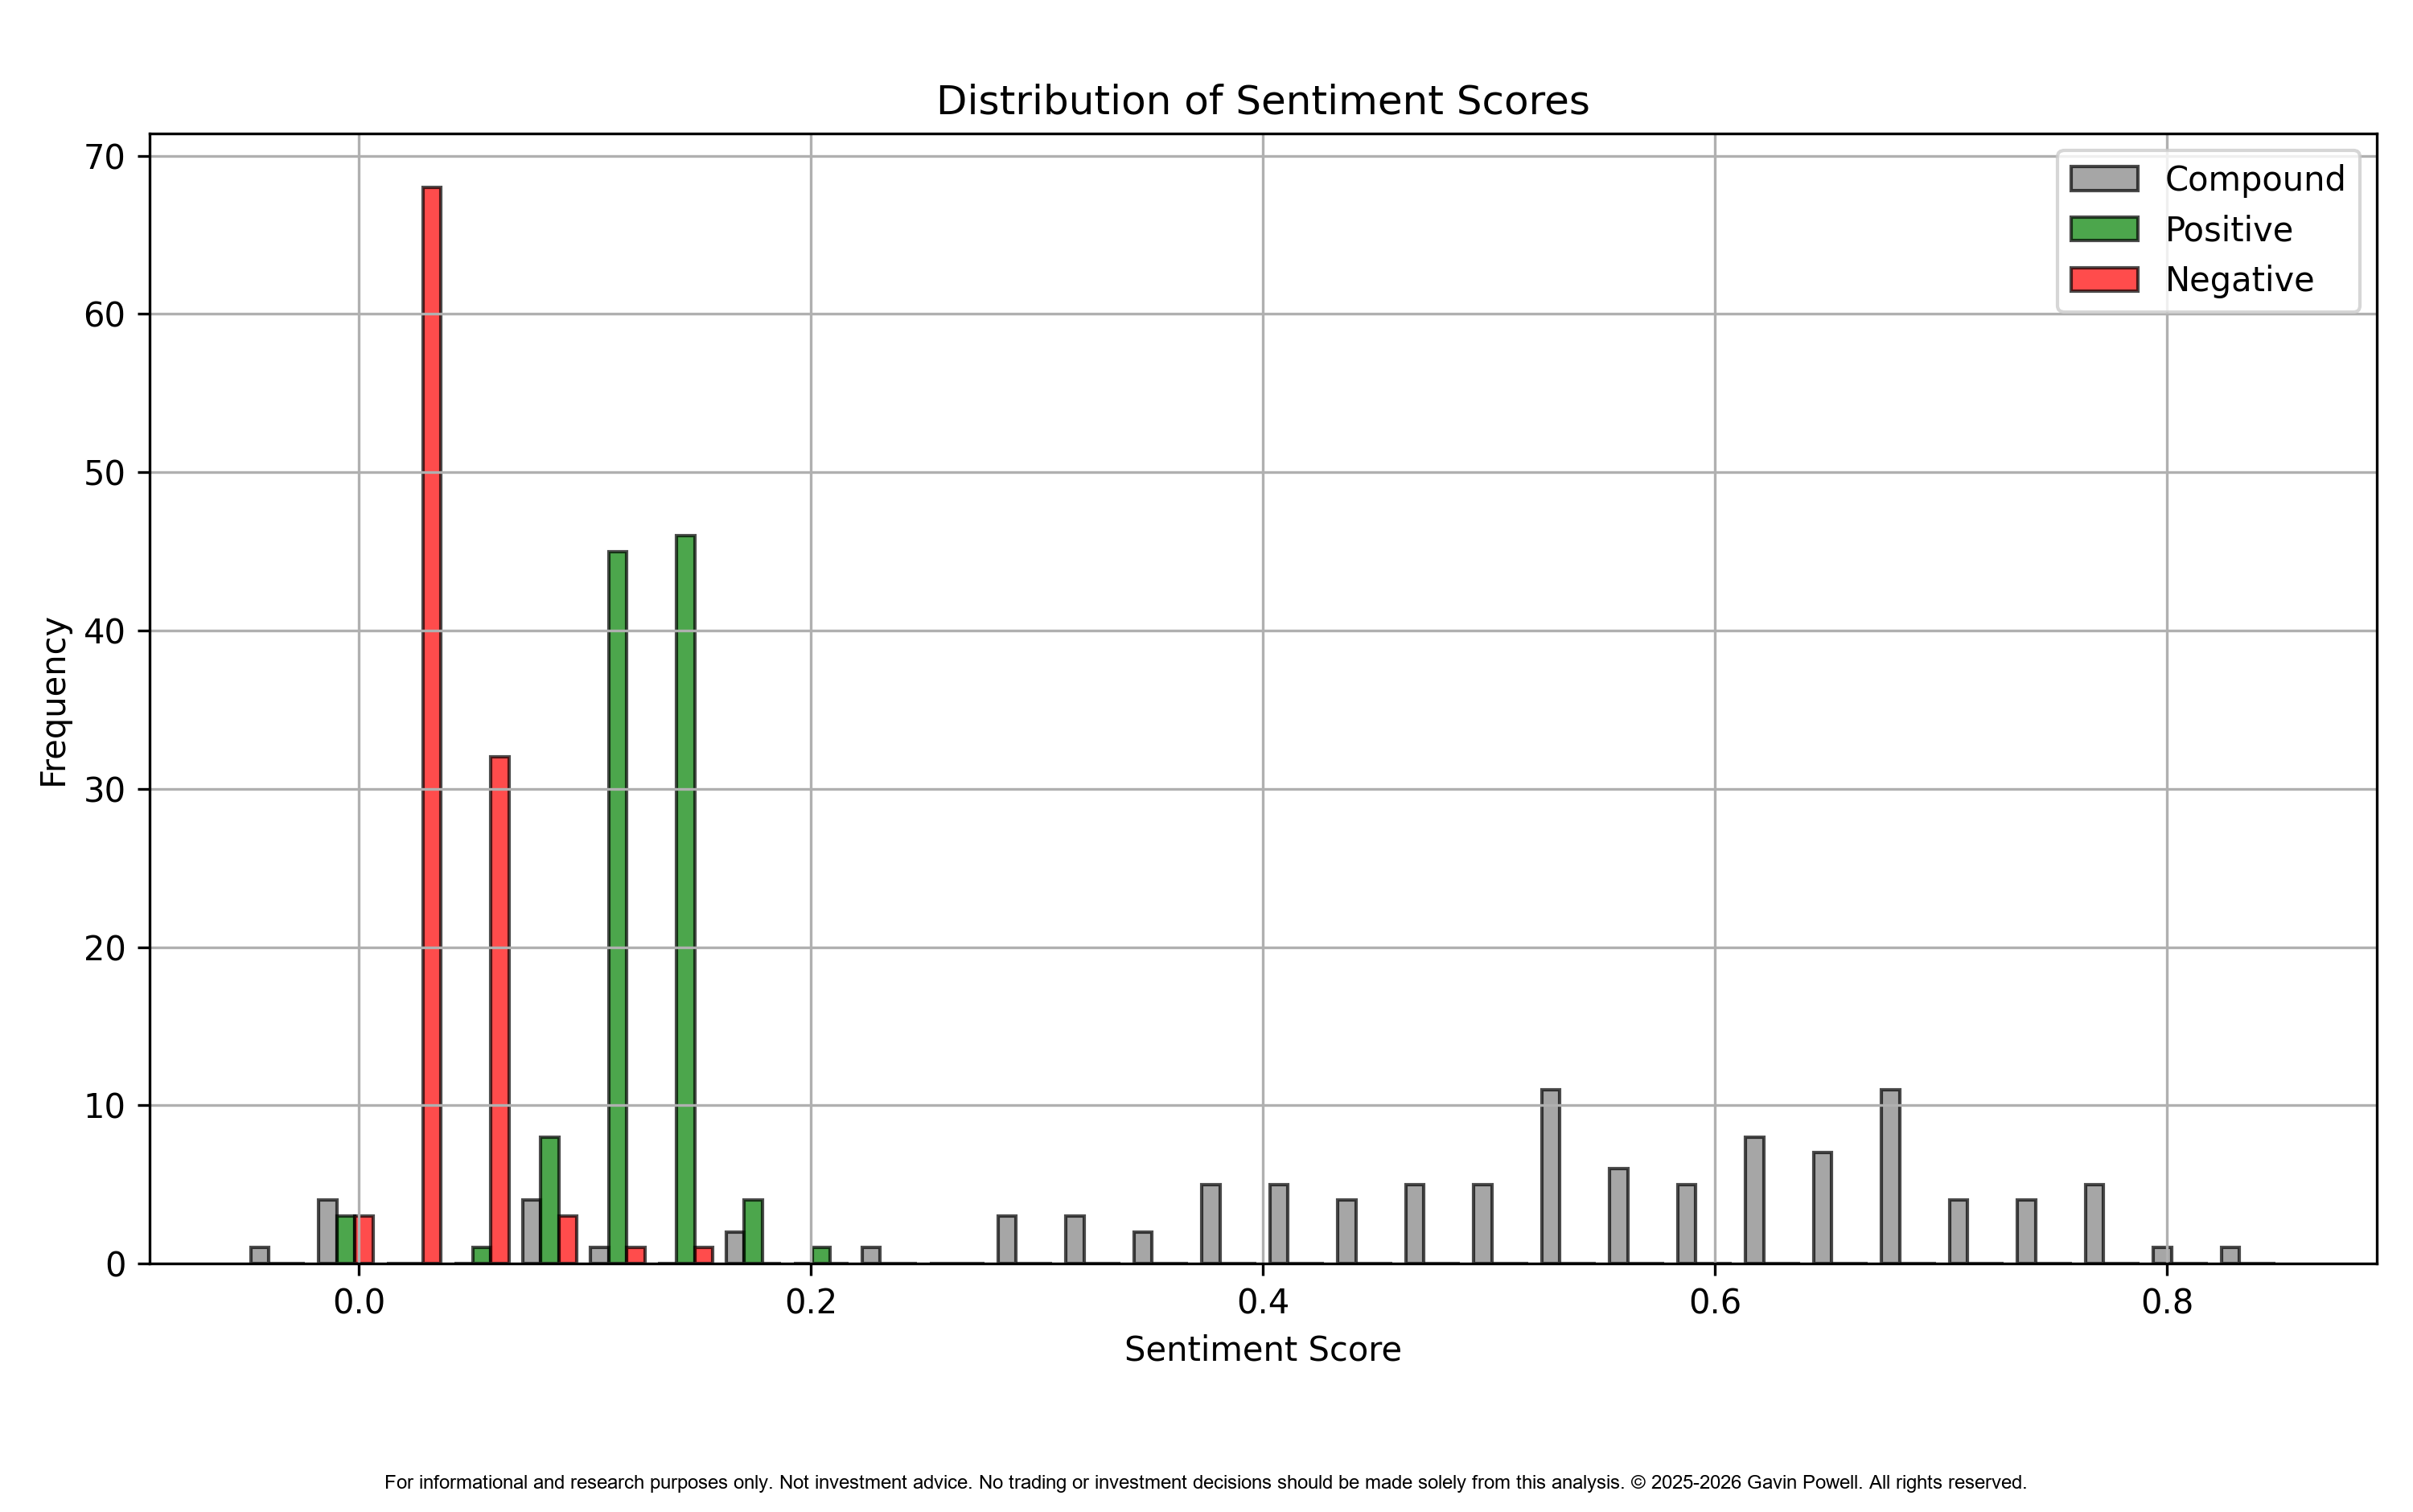 Distribution of Sentiment Scores
70
60
50
40
30
20
10
0
Frequency
Compound
Positive
Negative
0.0 0.2 0.4 0.6 0.8
Sentiment Score
For informational and research purposes only. Not investment advice. No trading or investment decisions should be made solely from this analysis. © 2025-2026 Gavin Powell. All rights reserved.